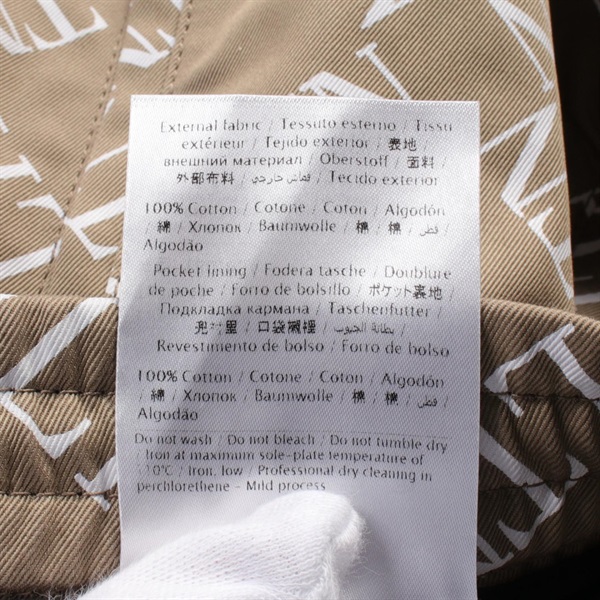 External fabric / Tessuto esterno / Tissu
extérieur / Tejido exterior / 表地 /
внешний материал / Oberstoff / 面料 /
外部布料 / قماش خارجي / Tecido exterior
100% Cotton / Cotone / Coton / Algodón
/ 綿 / Хлопок / Baumwolle / 棉 / 棉 / قطن /
Algodão
Pocket lining / Fodera tasche / Doublure
de poche / Forro de bolsillo / ポケット裏地 /
Подкладка кармана / Taschenfutter /
兜衬里 / 口袋襯裡 / بطانة الجيوب /
Revestimento de bolso / Forro de bolso
100% Cotton / Cotone / Coton / Algodón
/ 綿 / Хлопок / Baumwolle / 棉 / 棉 / قطن /
Algodão
Do not wash / Do not bleach / Do not tumble dry
/ Iron at maximum sole-plate temperature of
110°C / Iron, low / Professional dry cleaning in
perchlorethene - Mild process